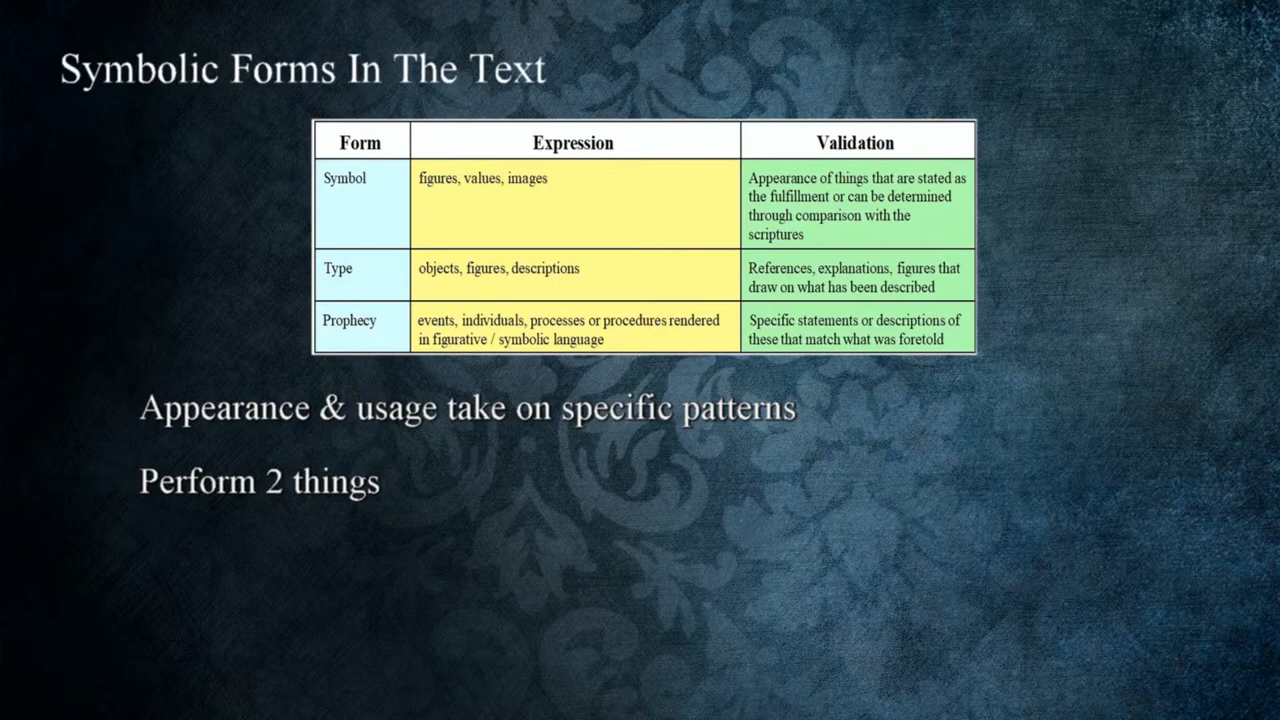 Symbolic Forms In The Text
Form Expression Validation
Symbol figures, values, images Appearance of things that are stated as
the fulfillment or can be determined
through comparison with the
scriptures
Type objects, figures, descriptions References, explanations, figures that
draw on what has been described
Prophecy events, individuals, processes or procedures rendered Specific statements or descriptions of
in figurative / symbolic language these that match what was foretold
Appearance & usage take on specific patterns
Perform 2 things